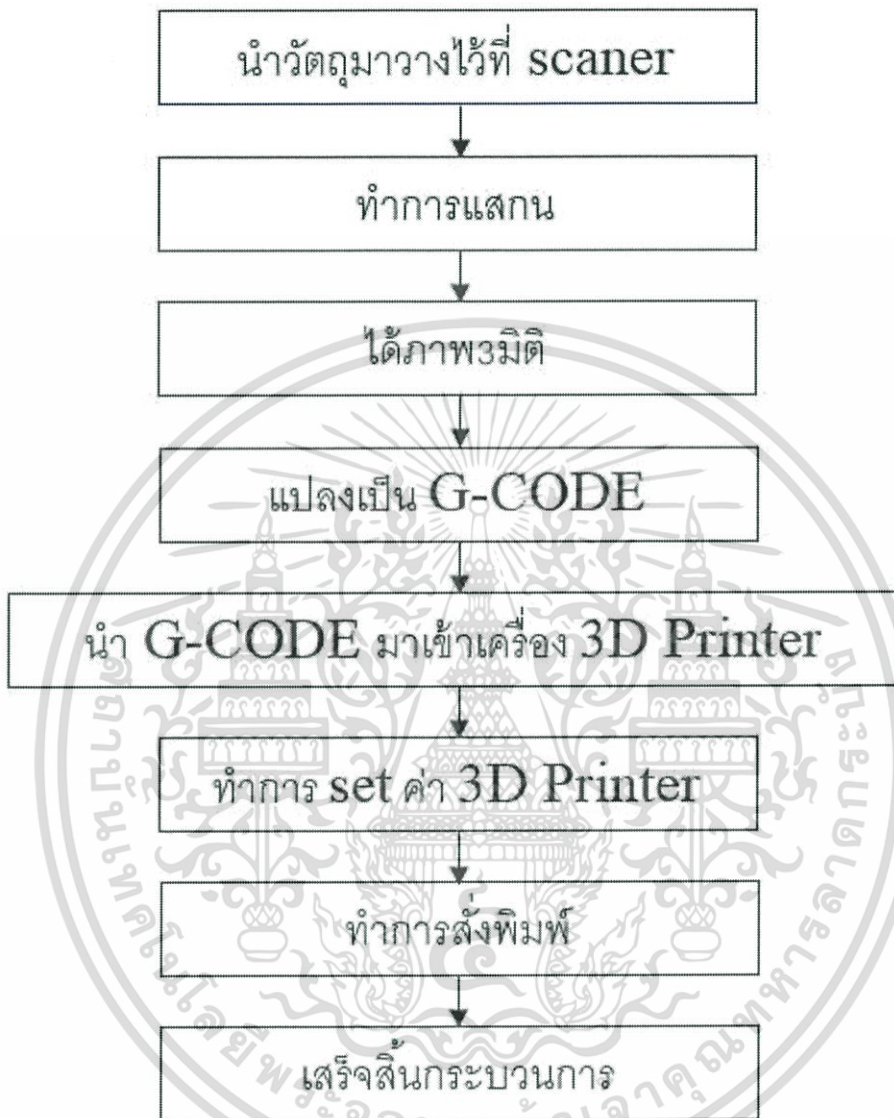 นำวัตถุมาวางไว้ที่ scaner
ทำการแสกน
ได้ภาพ3มิติ
แปลงเป็น G-CODE
นำ G-CODE มาเข้าเครื่อง 3D Printer
ทำการ set ค่า 3D Printer
ทำการสั่งพิมพ์
เสร็จสิ้นกระบวนการ